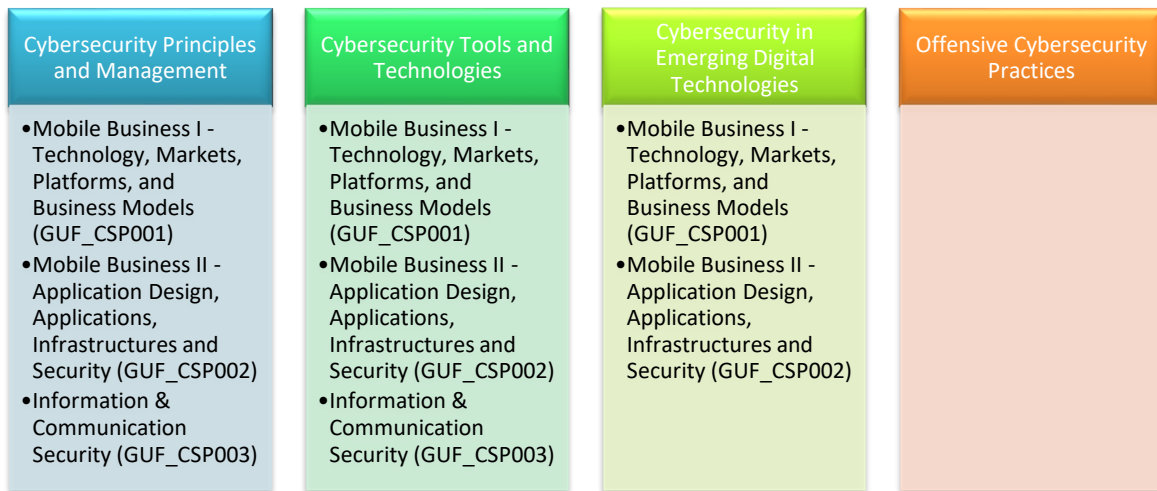 Cybersecurity Principles
and Management
•Mobile Business I -
Technology, Markets,
Platforms, and
Business Models
(GUF_CSP001)
•Mobile Business II -
Application Design,
Applications,
Infrastructures and
Security (GUF_CSP002)
•Information &
Communication
Security (GUF_CSP003)
Cybersecurity Tools and
Technologies
•Mobile Business I -
Technology, Markets,
Platforms, and
Business Models
(GUF_CSP001)
•Mobile Business II -
Application Design,
Applications,
Infrastructures and
Security (GUF_CSP002)
•Information &
Communication
Security (GUF_CSP003)
Cybersecurity in
Emerging Digital
Technologies
•Mobile Business I -
Technology, Markets,
Platforms, and
Business Models
(GUF_CSP001)
•Mobile Business II -
Application Design,
Applications,
Infrastructures and
Security (GUF_CSP002)
Offensive Cybersecurity
Practices